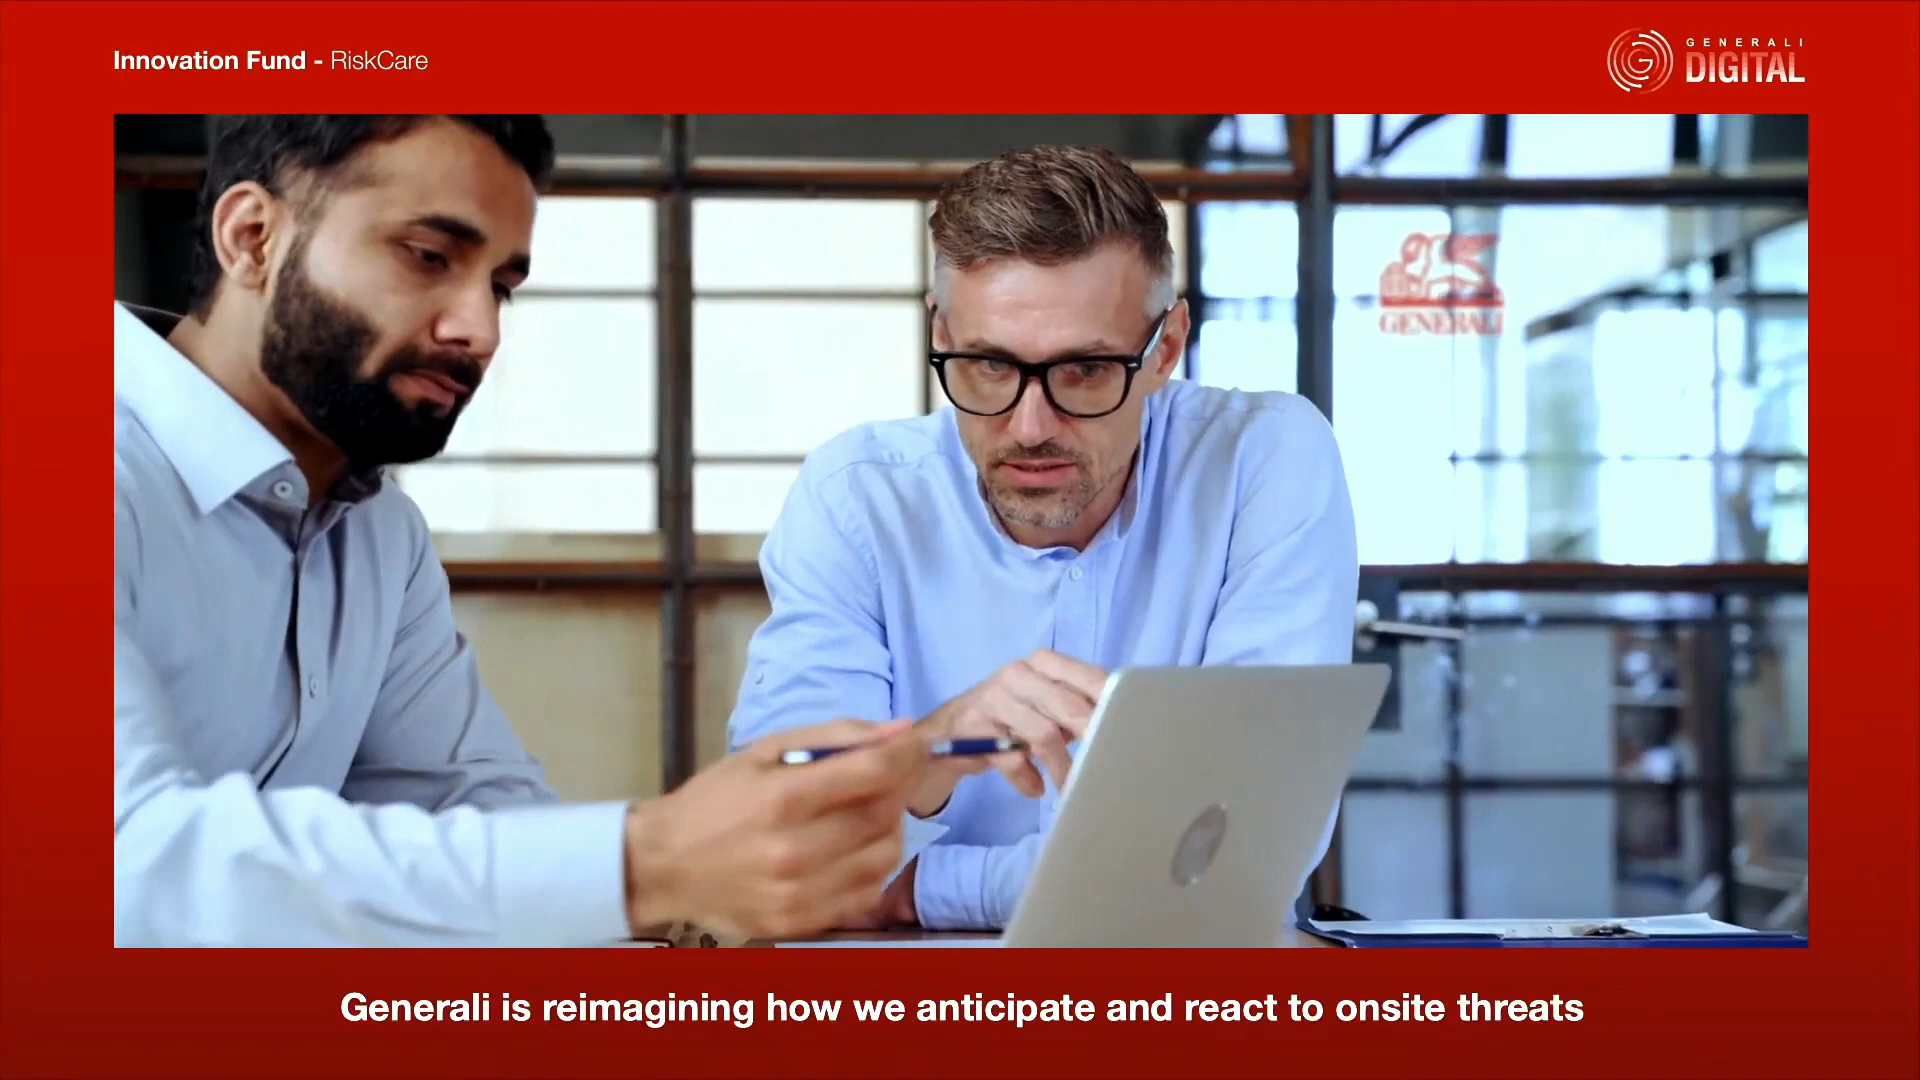 Innovation Fund - RiskCare
GENERALI
DIGITAL
GENERALI
Generali is reimagining how we anticipate and react to onsite threats